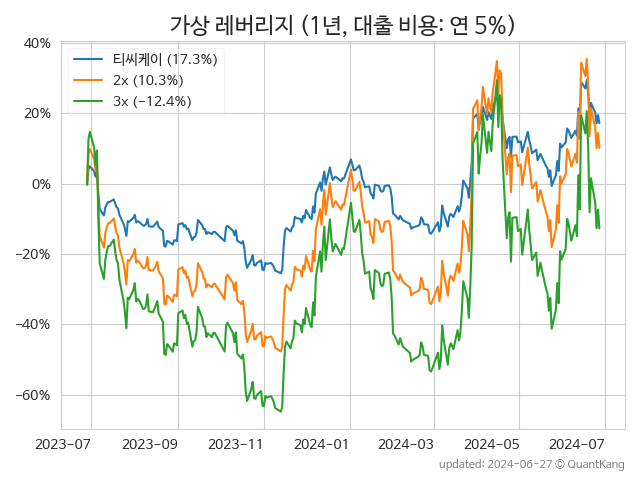 가상 레버리지 (1년, 대출 비용: 연 5%)
티씨케이 (17.3%)
2x (10.3%)
3x (−12.4%)
40%
20%
0%
−20%
−40%
−60%
2023-07 2023-09 2023-11 2024-01 2024-03 2024-05 2024-07
updated: 2024-06-27 © QuantKang